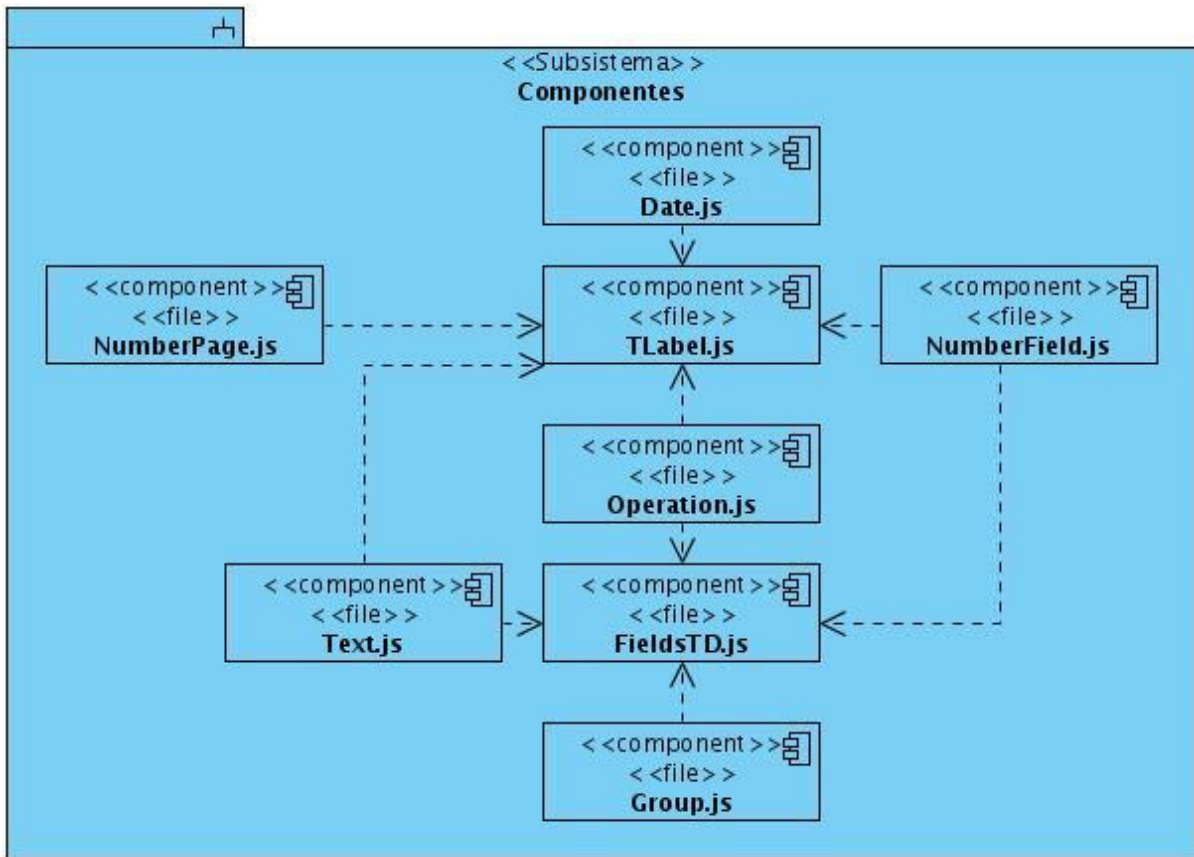 <<Subsistema>>
Componentes
<<component>>
<<file>>
Date.js
<<component>>
<<file>>
NumberPage.js
<<component>>
<<file>>
TLabel.js
<<component>>
<<file>>
NumberField.js
<<component>>
<<file>>
Operation.js
<<component>>
<<file>>
Text.js
<<component>>
<<file>>
FieldsTD.js
<<component>>
<<file>>
Group.js